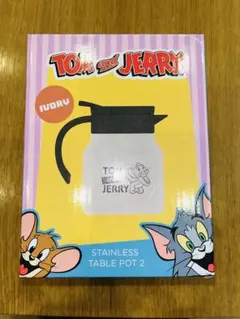 TOM and JERRY
IVORY
TOM
and
JERRY
STAINLESS
TABLE POT 2